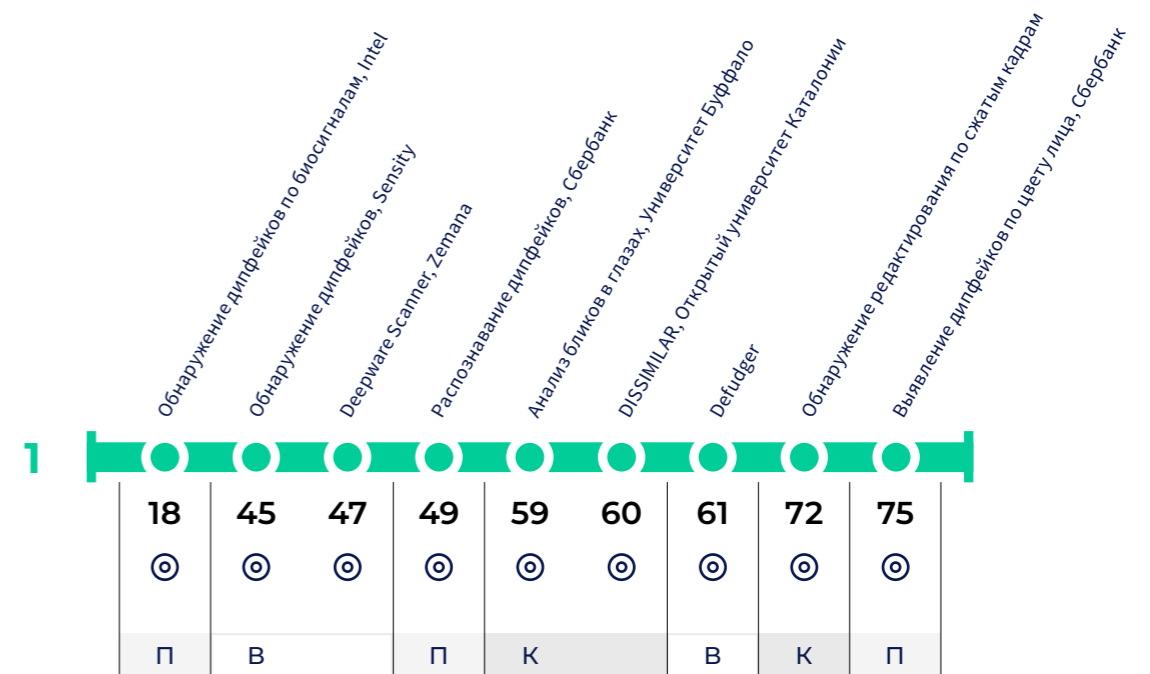 Обнаружение дипфейков по биосигналам, Intel
Обнаружение дипфейков, Sensity
Deepware Scanner, Zemana
Распознавание дипфейков, Сбербанк
Анализ бликов в глазах, Университет Буффало
DISSIMILAR, Открытый университет Каталонии
Defudger
Обнаружение редактирования по сжатым кадрам
Выявление дипфейков по цвету лица, Сбербанк
1
18 45 47 49 59 60 61 72 75
П В П К В К П